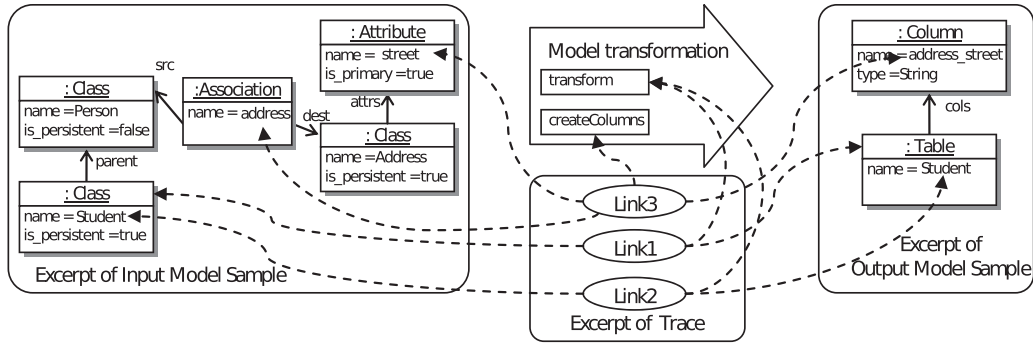 : Attribute
name = street
is_primary =true
attrs
src
: Class
name =Person
is_persistent =false
:Association
name = address
dest
: Class
name =Address
is_persistent =true
parent
: Class
name = Student
is_persistent =true
Excerpt of Input Model Sample
Model transformation
transform
createColumns
Link3
Link1
Link2
Excerpt of Trace
: Column
name=address_street
type =String
cols
: Table
name = Student
Excerpt of
Output Model Sample